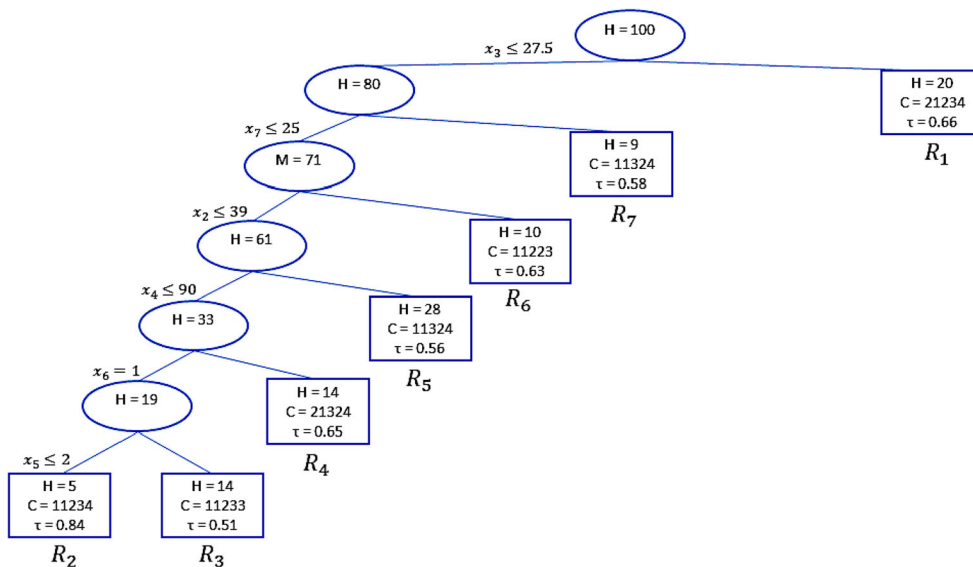 H = 100
x₃ ≤ 27.5
H = 80
H = 20
C = 21234
τ = 0.66
R₁
x₇ ≤ 25
M = 71
H = 9
C = 11324
τ = 0.58
R₇
x₂ ≤ 39
H = 61
H = 10
C = 11223
τ = 0.63
R₆
x₄ ≤ 90
H = 33
H = 28
C = 11324
τ = 0.56
R₅
x₆ = 1
H = 19
H = 14
C = 21324
τ = 0.65
R₄
x₅ ≤ 2
H = 5
C = 11234
τ = 0.84
R₂
H = 14
C = 11233
τ = 0.51
R₃